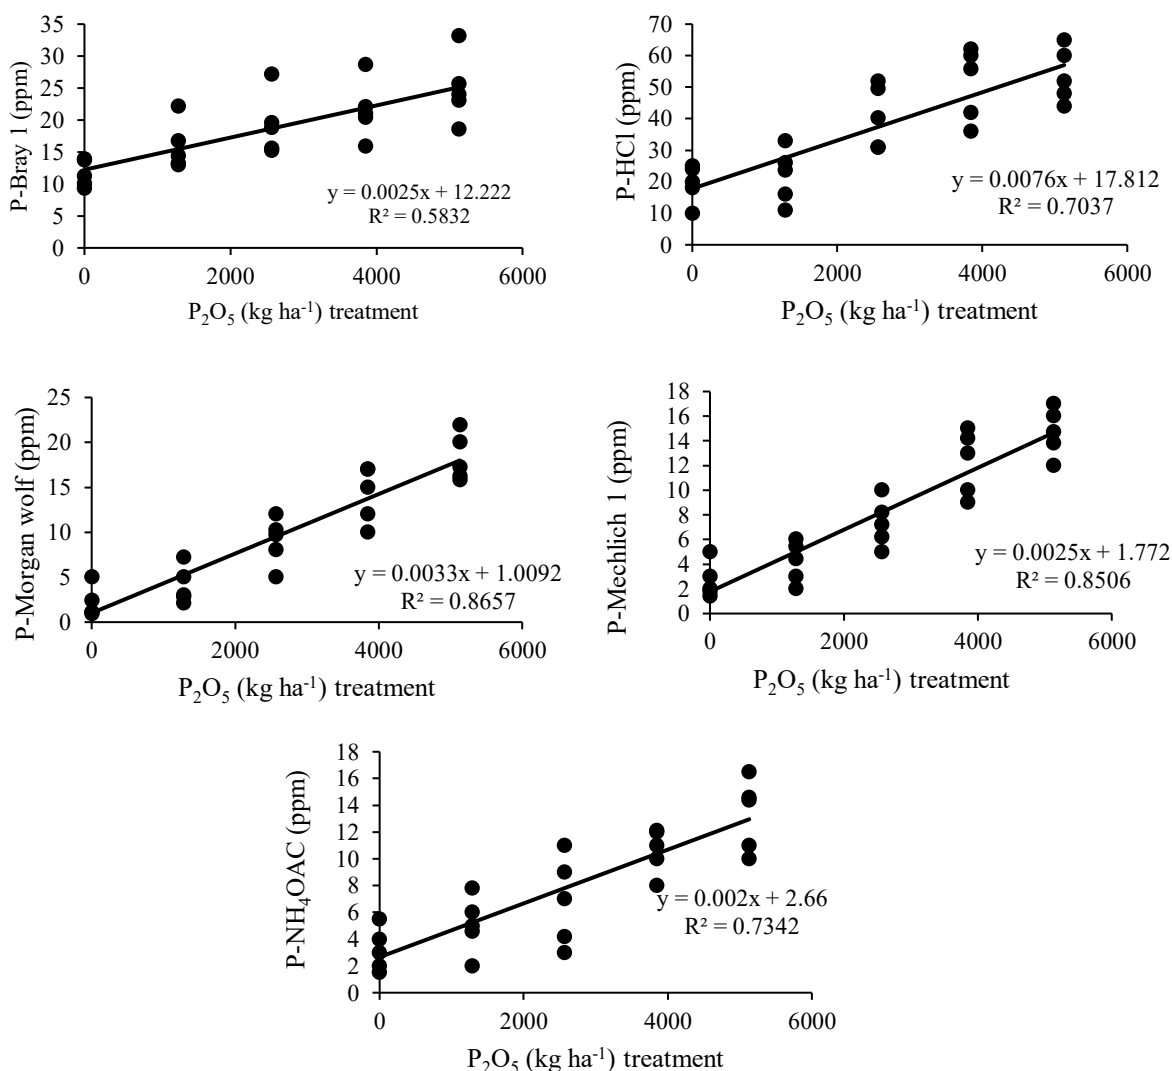 P-Bray 1 (ppm)
35
30
25
20
15
10
5
0
y = 0.0025x + 12.222
R² = 0.5832
0 2000 4000 6000
P₂O₅ (kg ha⁻¹) treatment
P-HCl (ppm)
70
60
50
40
30
20
10
0
y = 0.0076x + 17.812
R² = 0.7037
0 2000 4000 6000
P₂O₅ (kg ha⁻¹) treatment
P-Morgan wolf (ppm)
25
20
15
10
5
0
y = 0.0033x + 1.0092
R² = 0.8657
0 2000 4000 6000
P₂O₅ (kg ha⁻¹) treatment
P-Mechlich 1 (ppm)
18
16
14
12
10
8
6
4
2
0
y = 0.0025x + 1.772
R² = 0.8506
0 2000 4000 6000
P₂O₅ (kg ha⁻¹) treatment
P-NH₄OAC (ppm)
18
16
14
12
10
8
6
4
2
0
y = 0.002x + 2.66
R² = 0.7342
0 2000 4000 6000
P₂O₅ (kg ha⁻¹) treatment